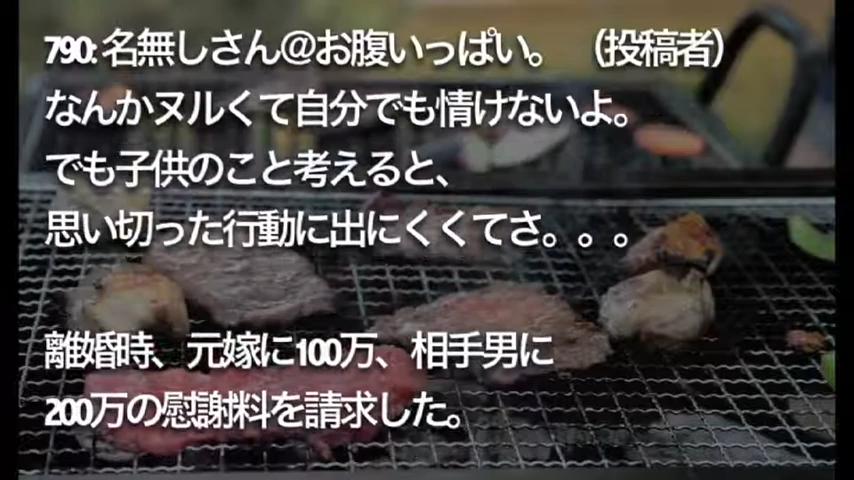 790: 名無しさん＠お腹いっぱい。　（投稿者）
なんかヌルくて自分でも情けないよ。
でも子供のこと考えると、
思い切った行動に出にくくてさ。。。
離婚時、元嫁に100万、相手男に
200万の慰謝料を請求した。